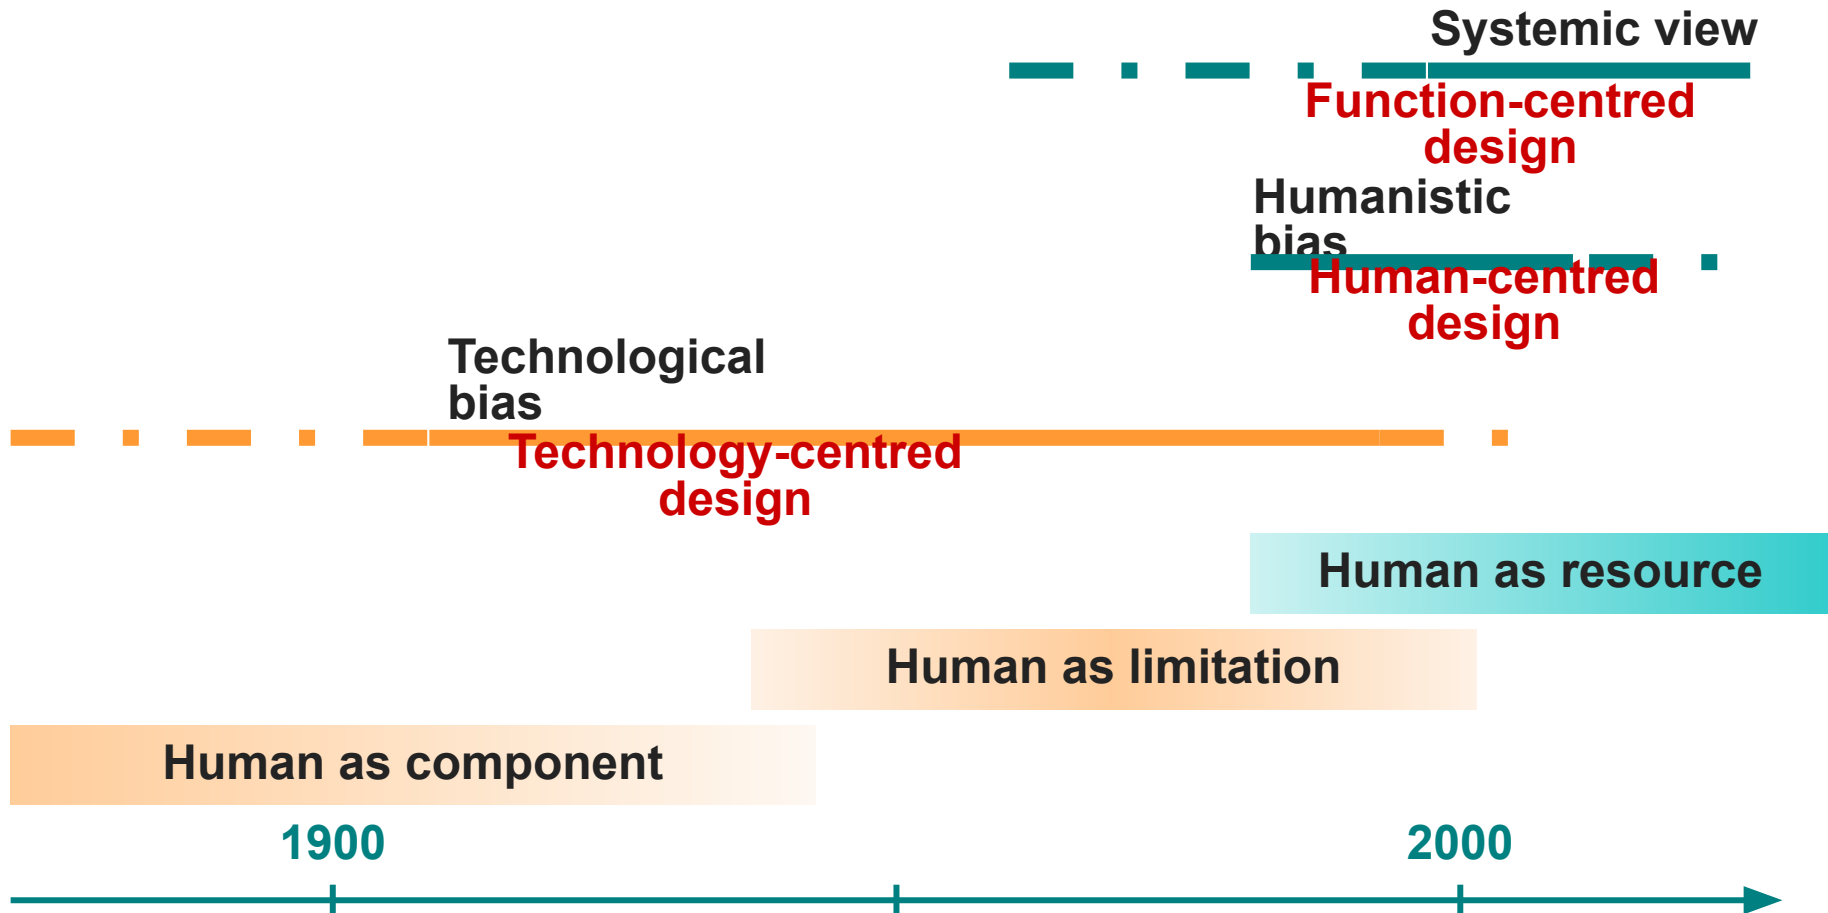 Systemic view
Function-centred
design
Humanistic
bias
Human-centred
design
Technological
bias
Technology-centred
design
Human as resource
Human as limitation
Human as component
1900
2000